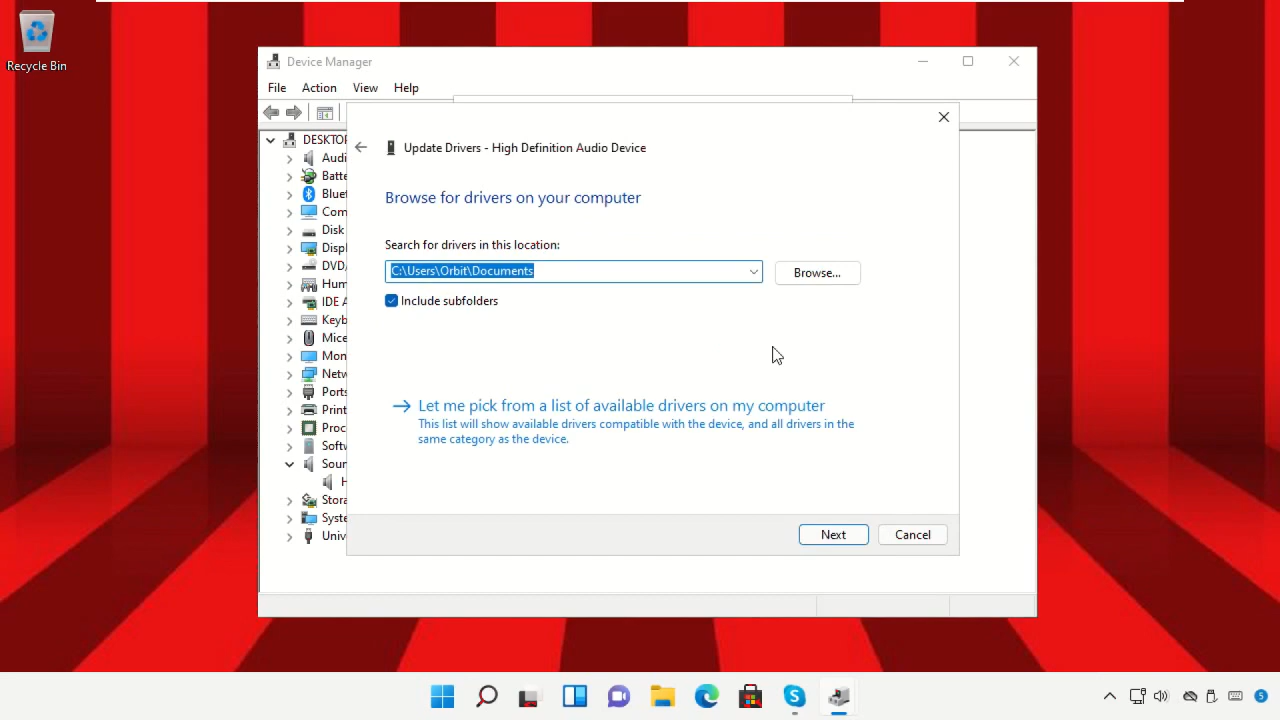 Recycle Bin
Device Manager
File Action View Help
Update Drivers - High Definition Audio Device
Browse for drivers on your computer
Search for drivers in this location:
C:\Users\Orbit\Documents
Browse...
Include subfolders
Let me pick from a list of available drivers on my computer
This list will show available drivers compatible with the device, and all drivers in the
same category as the device.
Next
Cancel
DESKTO
Audi
Batte
Bluet
Com
Disk
Displ
DVD/
Hum
IDE A
Keyb
Mice
Mon
Netw
Ports
Print
Proc
Softw
Soun
H
Stora
Syste
Univ
5